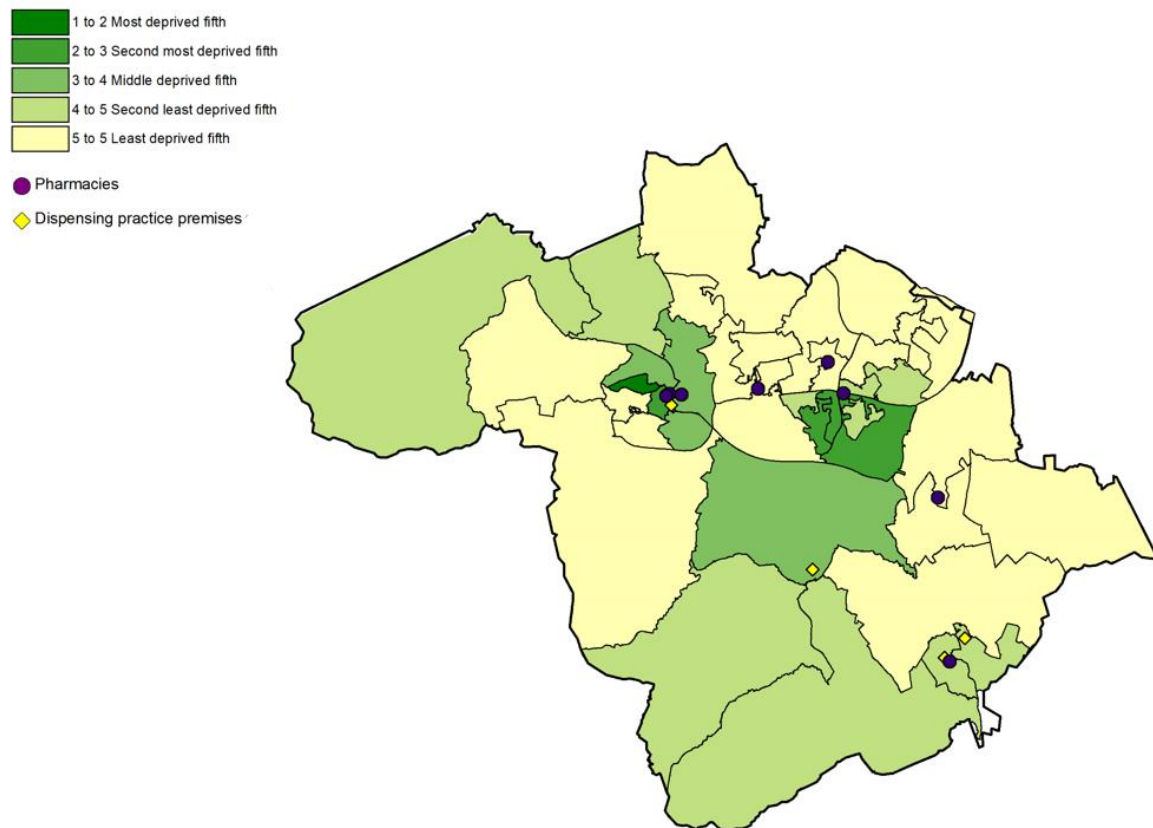 1 to 2 Most deprived fifth
2 to 3 Second most deprived fifth
3 to 4 Middle deprived fifth
4 to 5 Second least deprived fifth
5 to 5 Least deprived fifth
Pharmacies
Dispensing practice premises